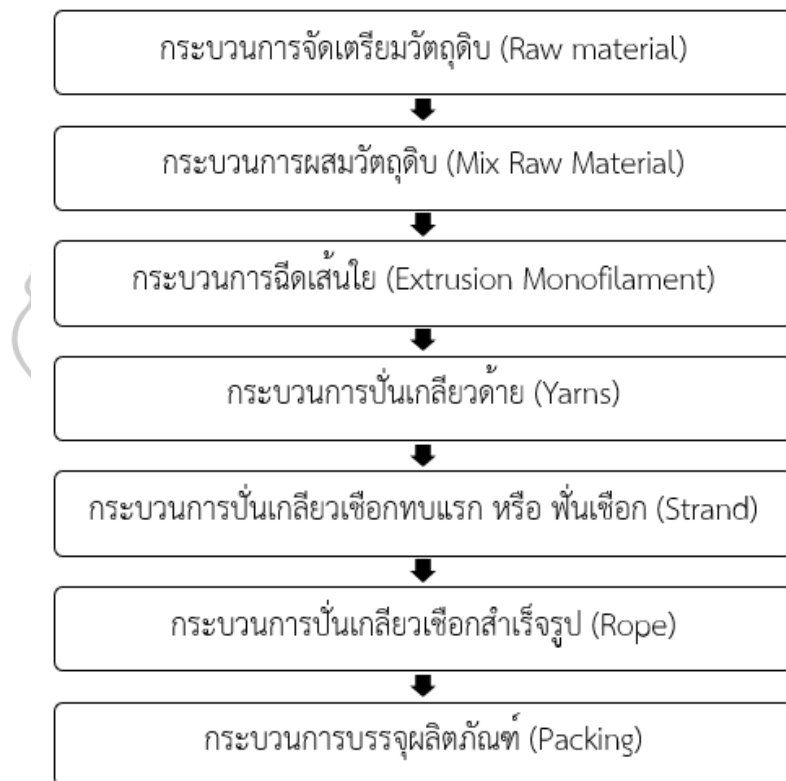 กระบวนการจัดเตรียมวัตถุดิบ (Raw material)
กระบวนการผสมวัตถุดิบ (Mix Raw Material)
กระบวนการฉีดเส้นใย (Extrusion Monofilament)
กระบวนการปั่นเกลียวด้าย (Yarns)
กระบวนการปั่นเกลียวเชือกทบแรก หรือ ฟั่นเชือก (Strand)
กระบวนการปั่นเกลียวเชือกสำเร็จรูป (Rope)
กระบวนการบรรจุผลิตภัณฑ์ (Packing)